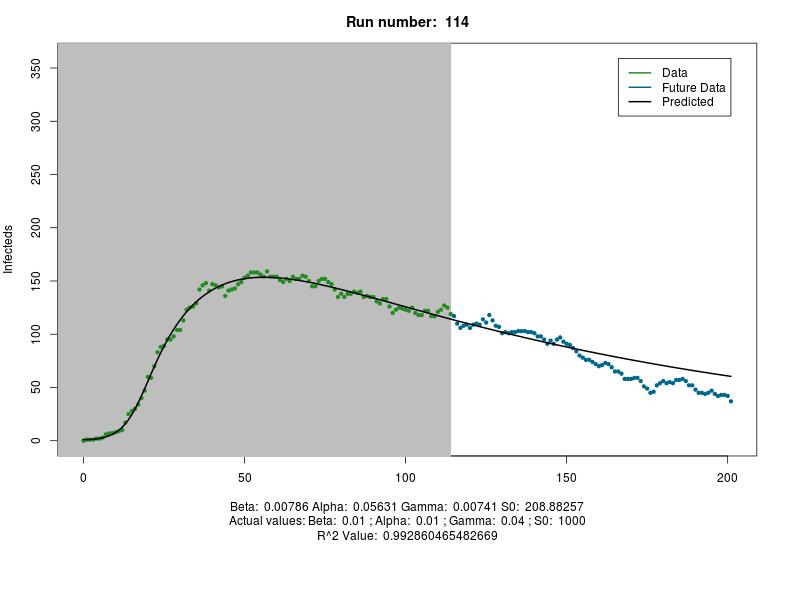 Run number: 114
Data
Future Data
Predicted
Infecteds
350
300
250
200
150
100
50
0
0 50 100 150 200
Beta: 0.00786 Alpha: 0.05631 Gamma: 0.00741 S0: 208.88257
Actual values: Beta: 0.01 ; Alpha: 0.01 ; Gamma: 0.04 ; S0: 1000
R^2 Value: 0.992860465482669